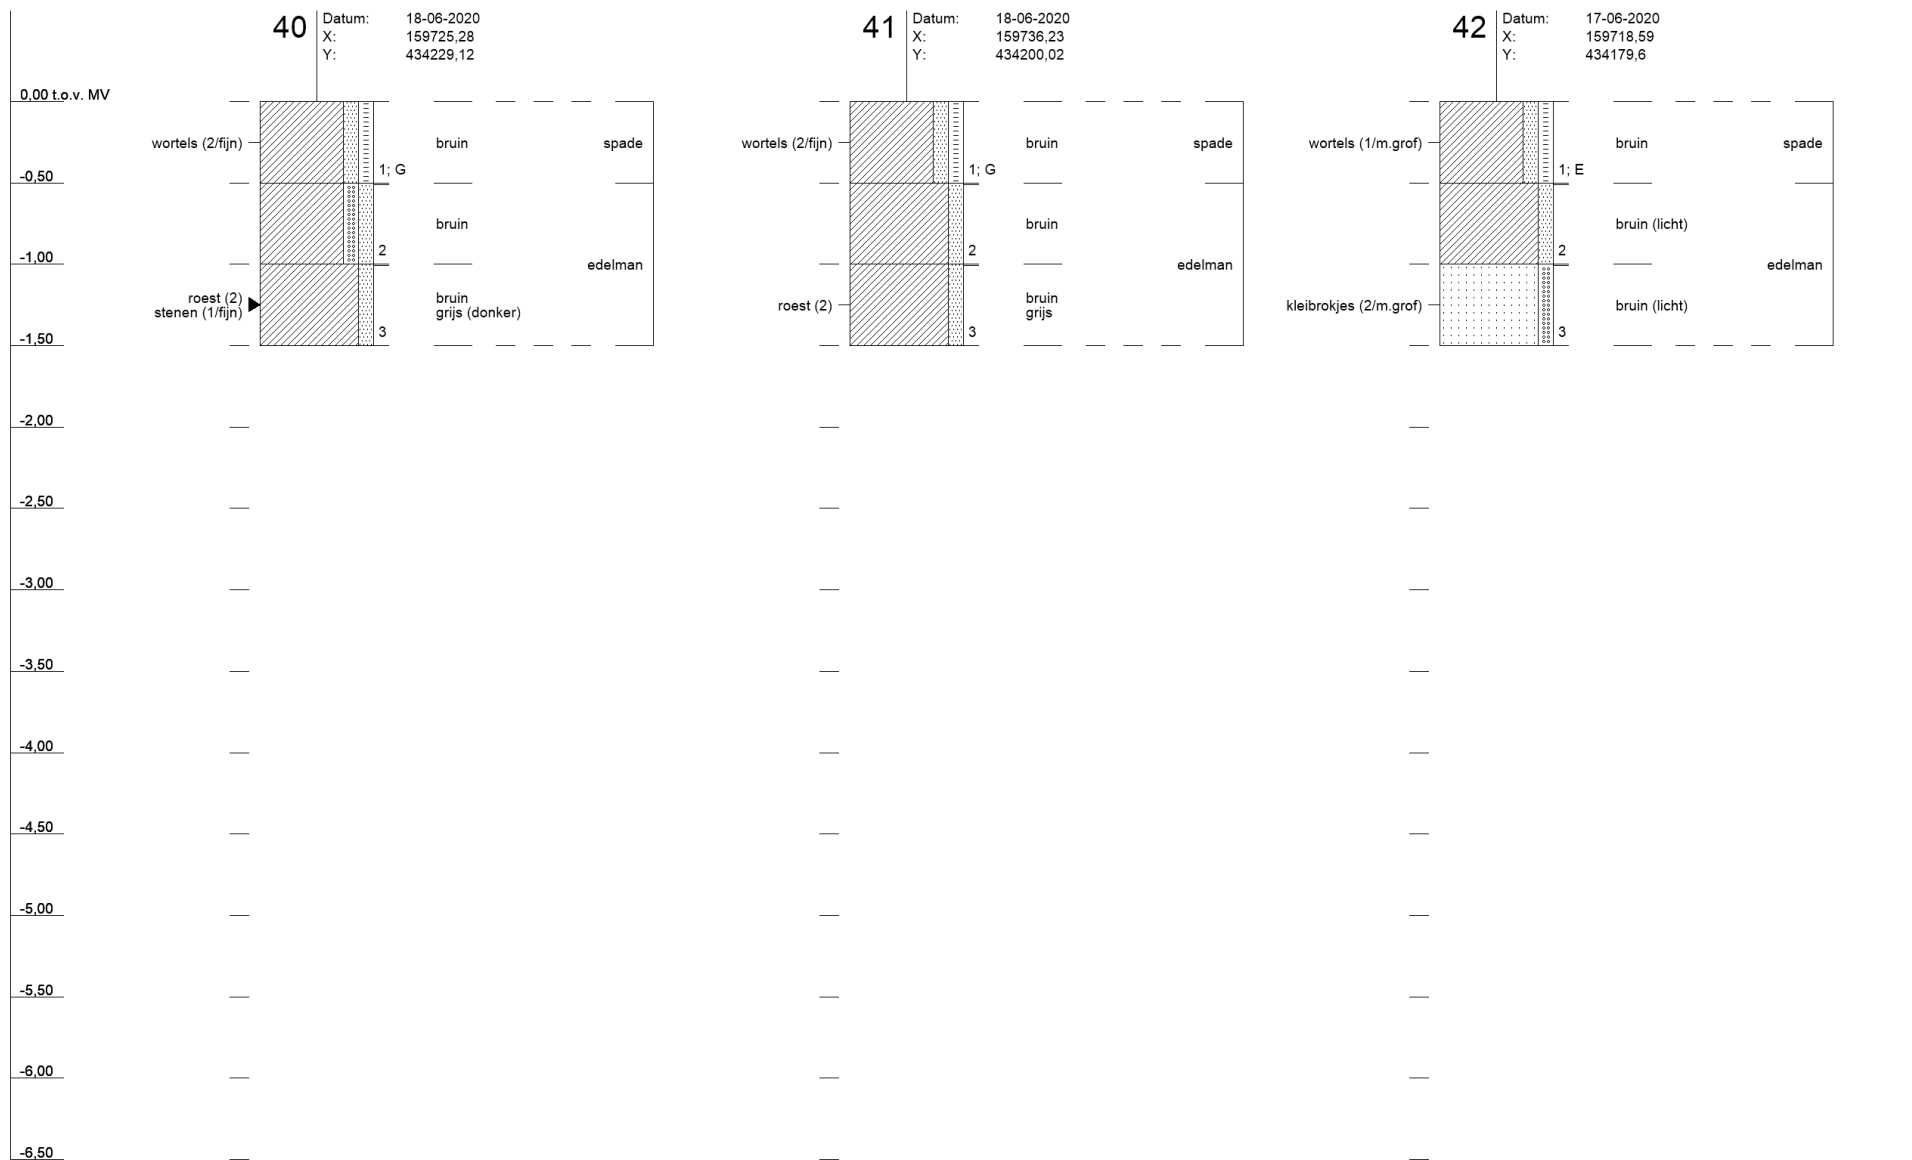 40
Datum: 18-06-2020
X: 159725,28
Y: 434229,12
41
Datum: 18-06-2020
X: 159736,23
Y: 434200,02
42
Datum: 17-06-2020
X: 159718,59
Y: 434179,6
0,00 t.o.v. MV
-0,50
-1,00
-1,50
-2,00
-2,50
-3,00
-3,50
-4,00
-4,50
-5,00
-5,50
-6,00
-6,50
wortels (2/fijn)
bruin
spade
1; G
bruin
2
edelman
roest (2)
stenen (1/fijn)
bruin
grijs (donker)
3
wortels (2/fijn)
bruin
spade
1; G
bruin
2
edelman
roest (2)
bruin
grijs
3
wortels (1/m.grof)
bruin
spade
1; E
bruin (licht)
2
edelman
kleibrokjes (2/m.grof)
bruin (licht)
3